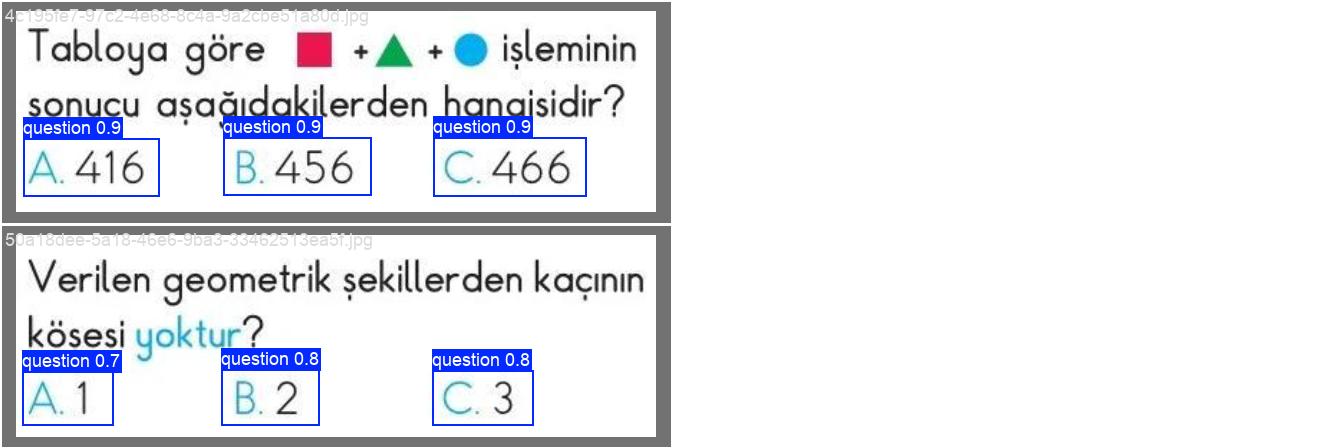 4c195fe7-97c2-4e68-8c4a-9a2cbe51a80d.jpg
Tabloya göre + + işleminin
sonucu aşağıdakilerden hangisidir?
question 0.9 question 0.9 question 0.9
A. 416 B. 456 C. 466
50a18dee-5a18-46e6-9ba3-33462513ea5f.jpg
Verilen geometrik şekillerden kaçının
köşesi yoktur?
question 0.7 question 0.8 question 0.8
A. 1 B. 2 C. 3